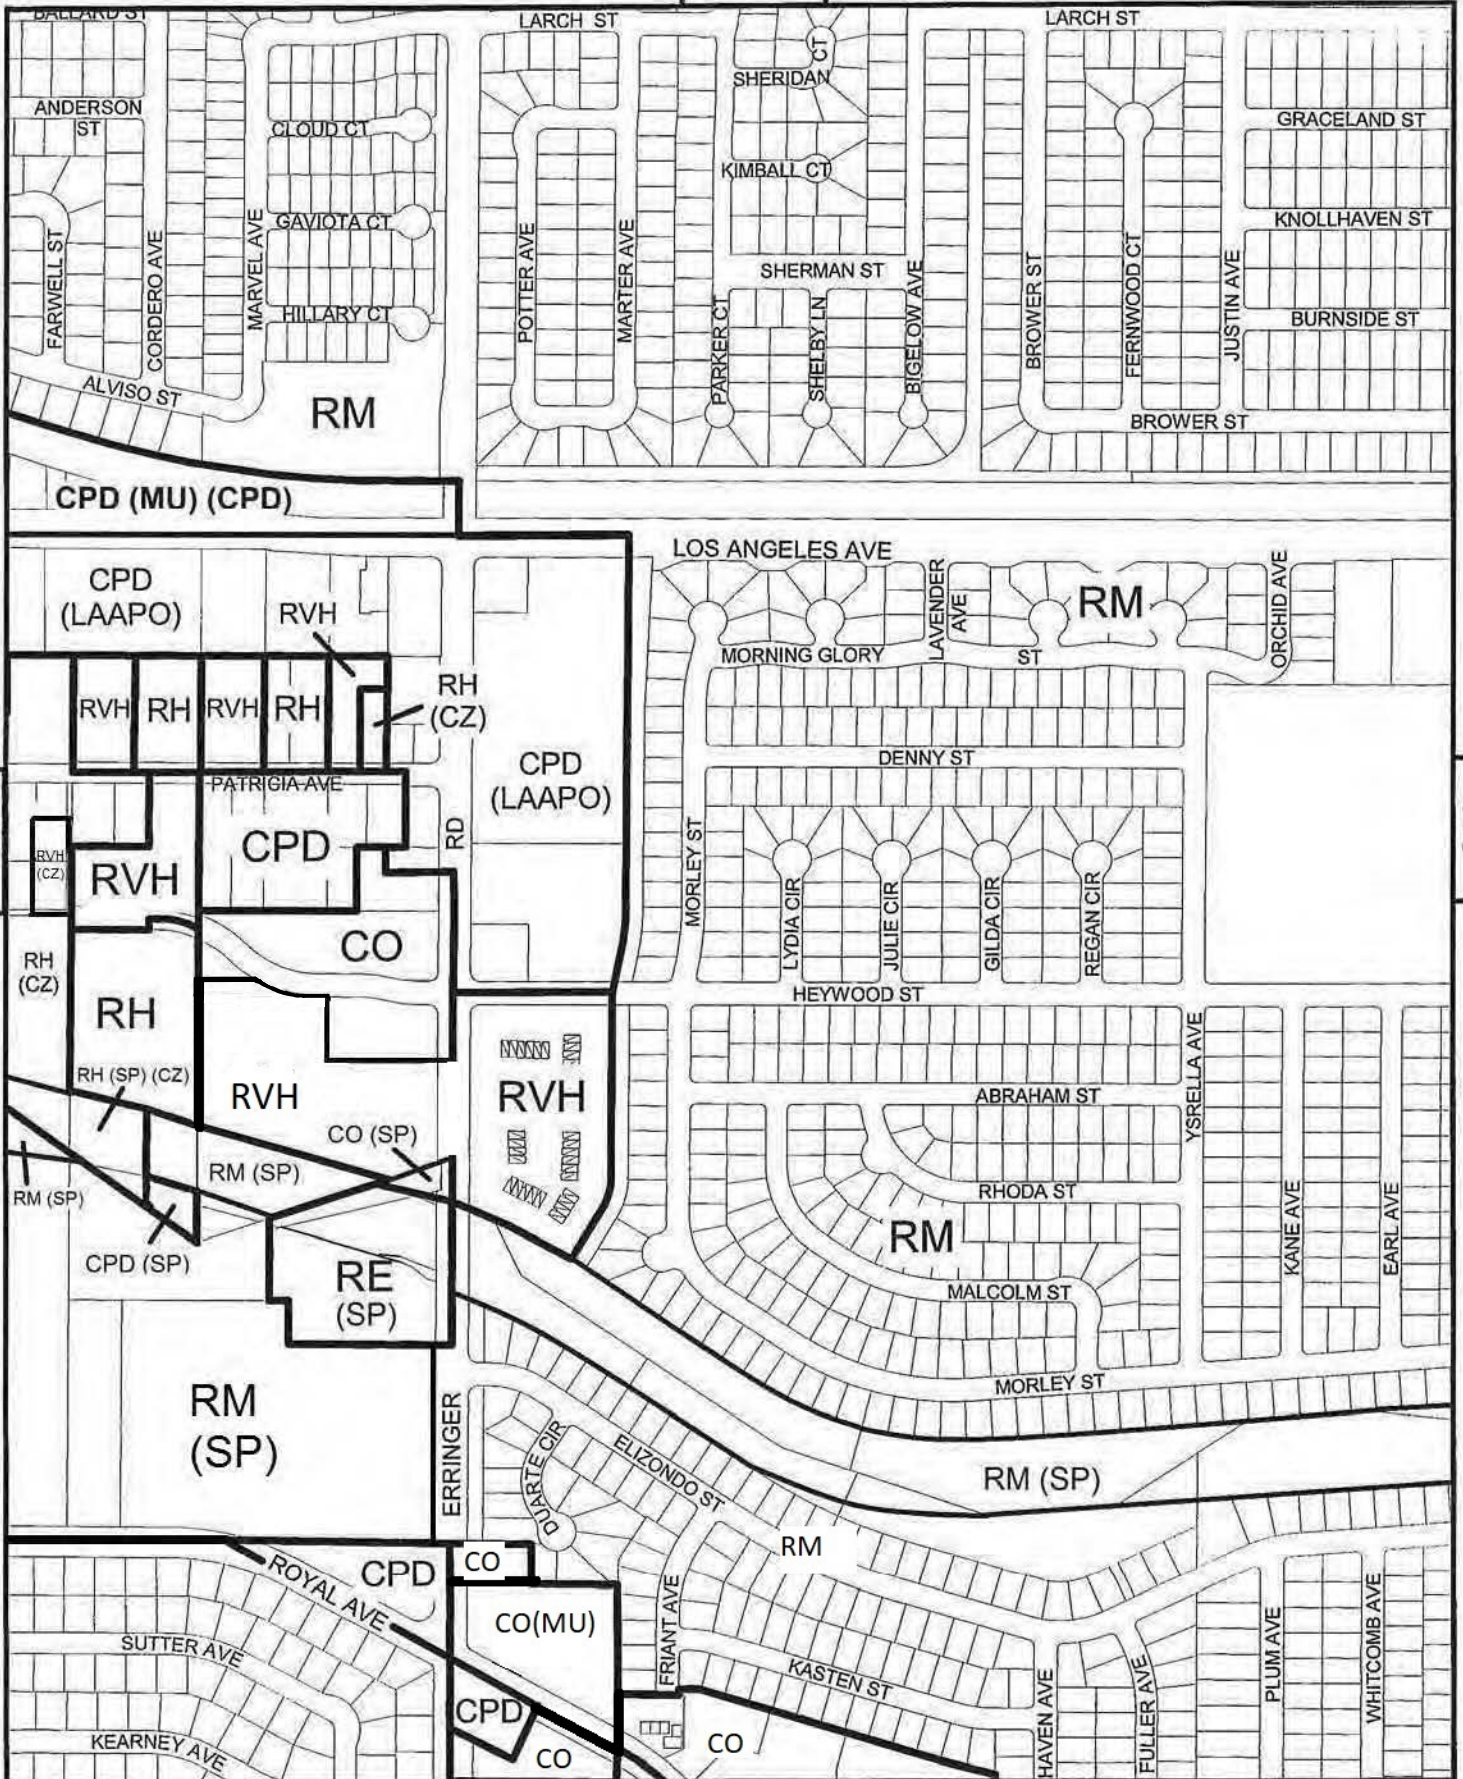 BALLARD ST
LARCH ST
LARCH ST
CT
SHERIDAN
ANDERSON
ST
CLOUD CT
GRACELAND ST
KIMBALL CT
GAVIOTA CT
KNOLLHAVEN ST
FARWELL ST
CORDERO AVE
MARVEL AVE
POTTER AVE
MARTER AVE
SHERMAN ST
PARKER CT
SHELBY LN
BIGELOW AVE
BROWER ST
FERNWOOD CT
JUSTIN AVE
HILLARY CT
BURNSIDE ST
ALVISO ST
RM
BROWER ST
CPD (MU) (CPD)
LOS ANGELES AVE
CPD
(LAAPO)
RVH
LAVENDER
AVE
RM
ORCHID AVE
MORNING GLORY
ST
RH
(CZ)
RVH
RH
RVH
RH
CPD
(LAAPO)
DENNY ST
PATRICIA AVE
CPD
RD
RVH
(CZ)
RVH
MORLEY ST
LYDIA CIR
JULIE CIR
GILDA CIR
REGAN CIR
CO
RH
(CZ)
RH
HEYWOOD ST
YSRELLA AVE
RH (SP) (CZ)
RVH
RVH
ABRAHAM ST
CO (SP)
RM (SP)
RM (SP)
RHODA ST
KANE AVE
EARL AVE
CPD (SP)
RM
RE
(SP)
MALCOLM ST
RM
(SP)
MORLEY ST
ERRINGER
DUARTE CIR
ELIZONDO ST
RM (SP)
RM
CPD
CO
ROYAL AVE
CO(MU)
FRIANT AVE
SUTTER AVE
KASTEN ST
HAVEN AVE
FULLER AVE
PLUM AVE
WHITCOMB AVE
CPD
KEARNEY AVE
CO
CO